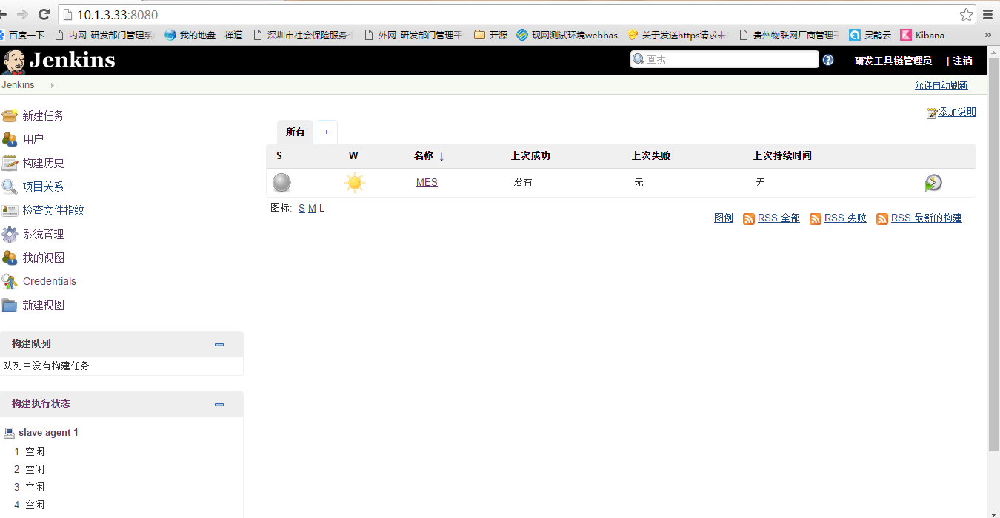 10.1.3.33:8080
百度一下 内网-研发部门管理系 我的地盘 - 禅道 深圳市社会保险服务 外网-研发部门管理平 开源 现网测试环境webbas 关于发送https请求未 贵州物联网厂商管理平 灵鹊云 Kibana »
Jenkins 查找 研发工具链管理员 | 注销
Jenkins 允许自动刷新
添加说明
新建任务
用户
构建历史
项目关系
检查文件指纹
系统管理
我的视图
Credentials
新建视图
构建队列
队列中没有构建任务
构建执行状态
slave-agent-1
1 空闲
2 空闲
3 空闲
4 空闲
所有 +
S W 名称 ↓ 上次成功 上次失败 上次持续时间
MES 没有 无 无
图标: S M L
图例 RSS 全部 RSS 失败 RSS 最新的构建